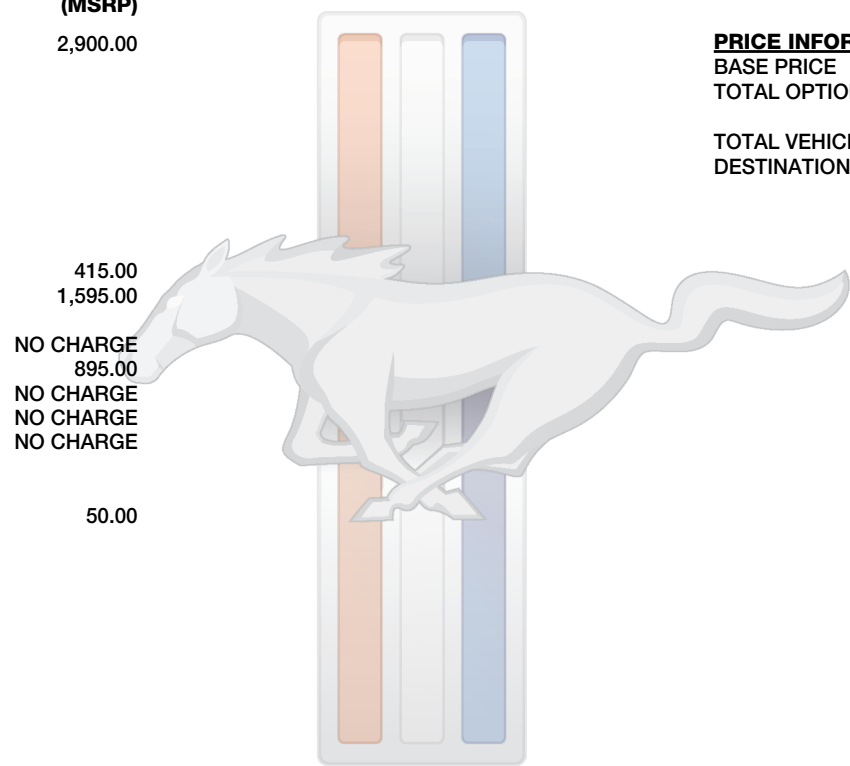 (MSRP)
2,900.00
415.00
1,595.00
NO CHARGE
895.00
NO CHARGE
NO CHARGE
NO CHARGE
50.00
PRICE INFOR
BASE PRICE
TOTAL OPTIO
TOTAL VEHIC
DESTINATION